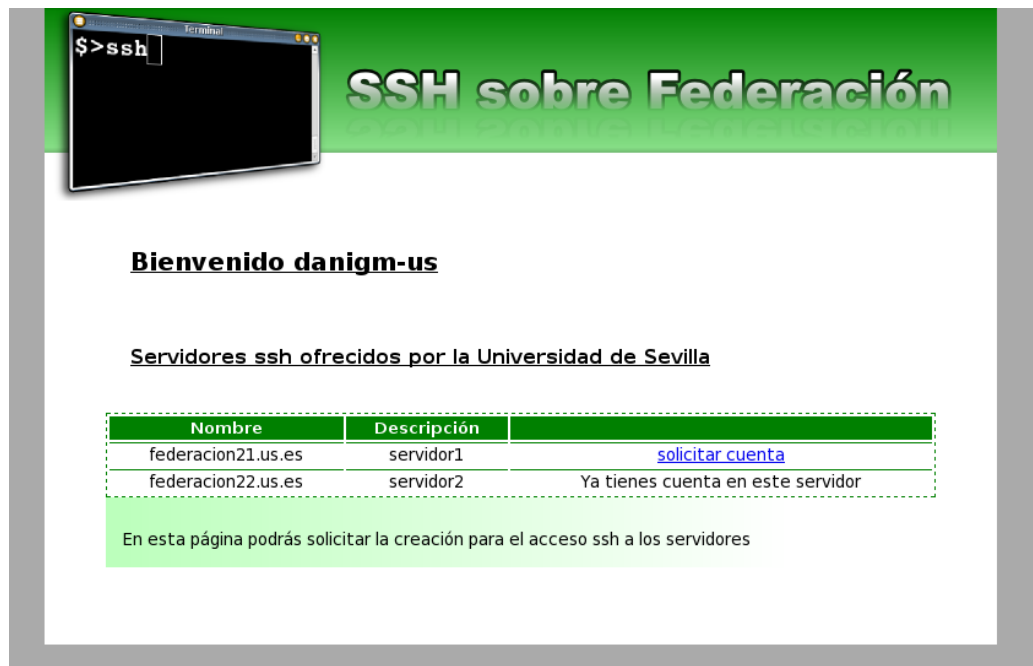 Terminal
$>ssh
SSH sobre Federación
Bienvenido danigm-us
Servidores ssh ofrecidos por la Universidad de Sevilla
Nombre Descripción
federacion21.us.es servidor1 solicitar cuenta
federacion22.us.es servidor2 Ya tienes cuenta en este servidor
En esta página podrás solicitar la creación para el acceso ssh a los servidores